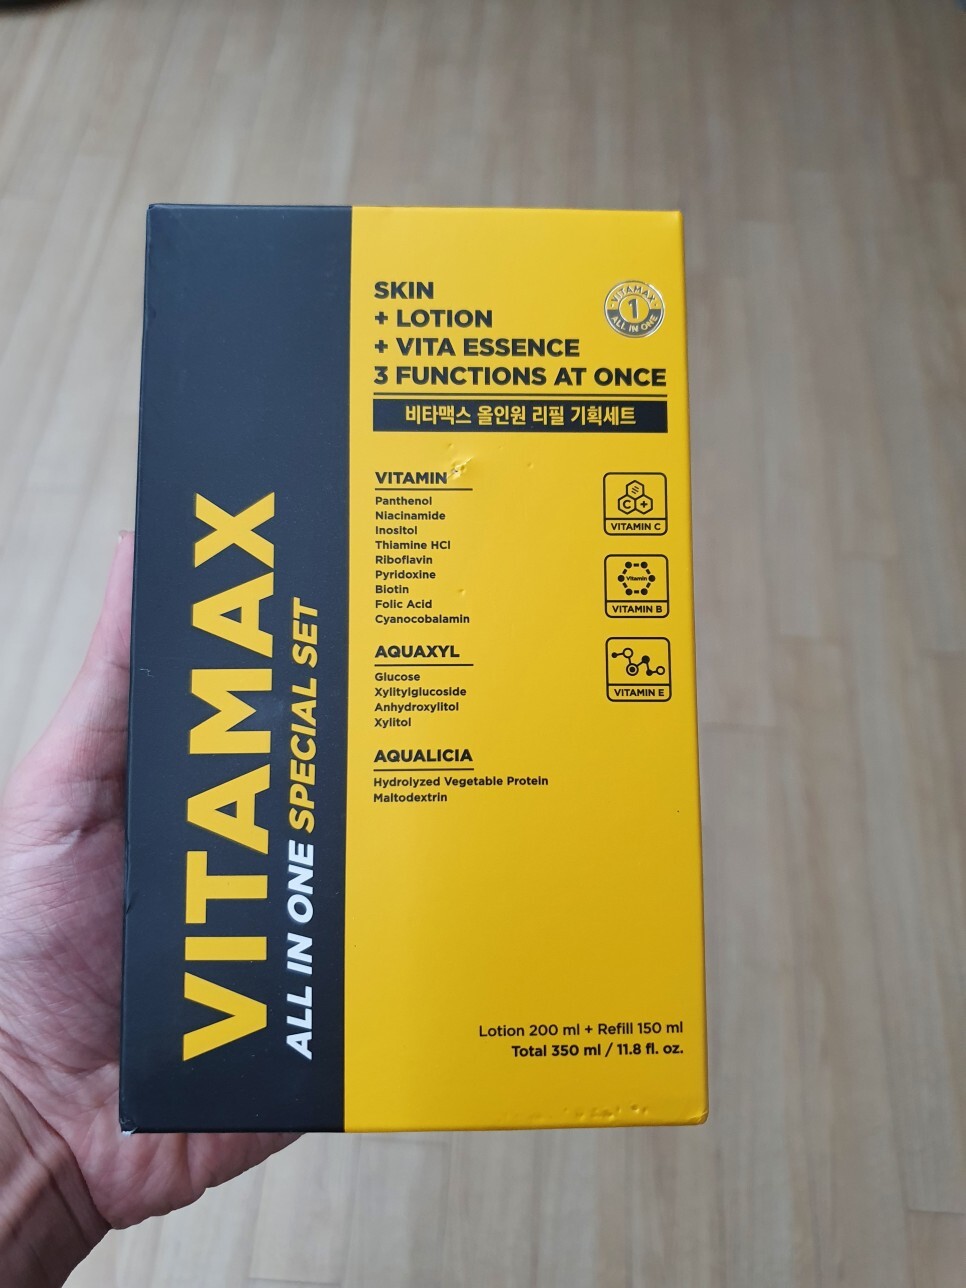 SKIN
+ LOTION
+ VITA ESSENCE
3 FUNCTIONS AT ONCE
비타맥스 올인원 리필 기획세트
VITAMAX
1
ALL IN ONE
VITAMIN
Panthenol
Niacinamide
Inositol
Thiamine HCl
Riboflavin
Pyridoxine
Biotin
Folic Acid
Cyanocobalamin
AQUAXYL
Glucose
Xylitylglucoside
Anhydroxylitol
Xylitol
AQUALICIA
Hydrolyzed Vegetable Protein
Maltodextrin
C +
VITAMIN C
Vitamin
VITAMIN B
VITAMIN E
VITAMAX
ALL IN ONE SPECIAL SET
Lotion 200 ml + Refill 150 ml
Total 350 ml / 11.8 fl. oz.